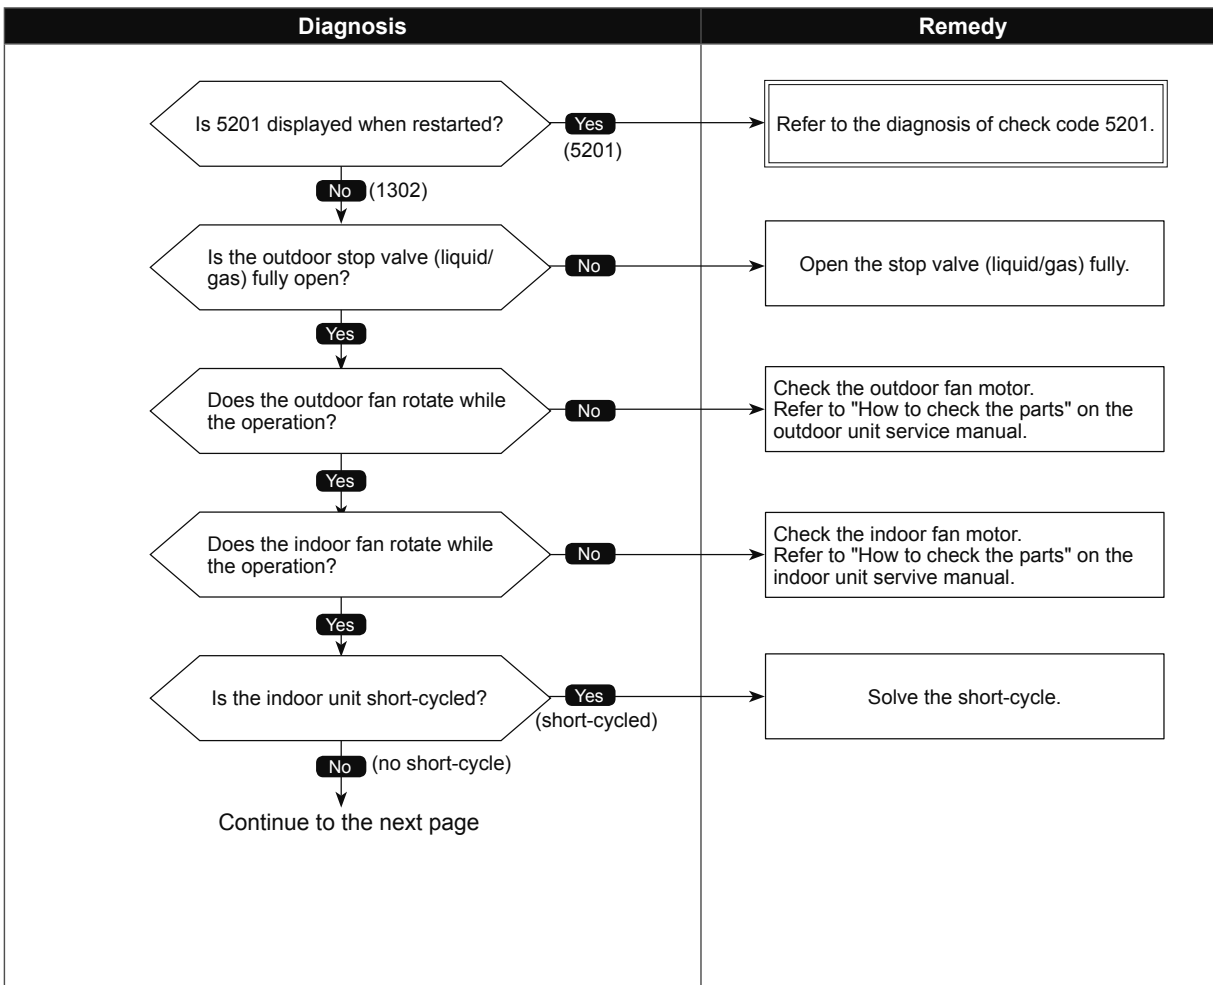 Diagnosis
Remedy
Is 5201 displayed when restarted?
Yes
(5201)
Refer to the diagnosis of check code 5201.
No
(1302)
Is the outdoor stop valve (liquid/
gas) fully open?
No
Open the stop valve (liquid/gas) fully.
Yes
Does the outdoor fan rotate while
the operation?
No
Check the outdoor fan motor.
Refer to "How to check the parts" on the
outdoor unit service manual.
Yes
Does the indoor fan rotate while
the operation?
No
Check the indoor fan motor.
Refer to "How to check the parts" on the
indoor unit servive manual.
Yes
Is the indoor unit short-cycled?
Yes
(short-cycled)
Solve the short-cycle.
No
(no short-cycle)
Continue to the next page